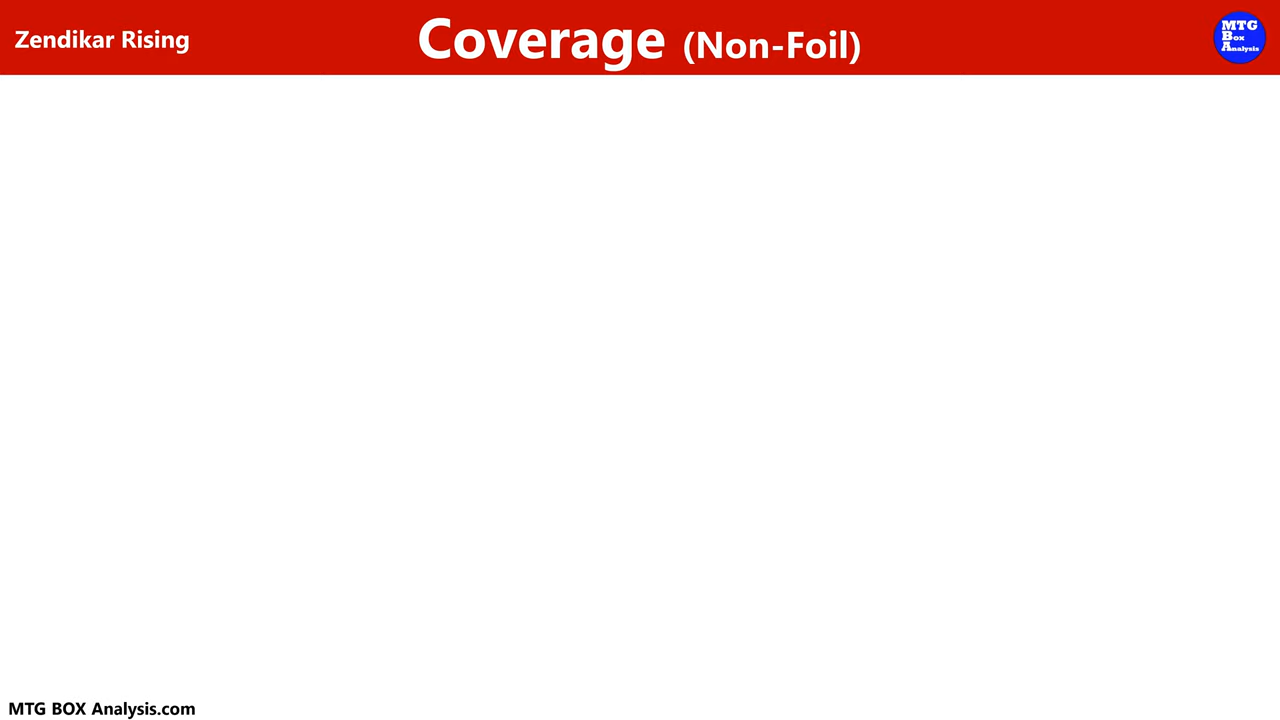 Zendikar Rising
Coverage (Non-Foil)
MTG
Box
Analysis
MTG BOX Analysis.com